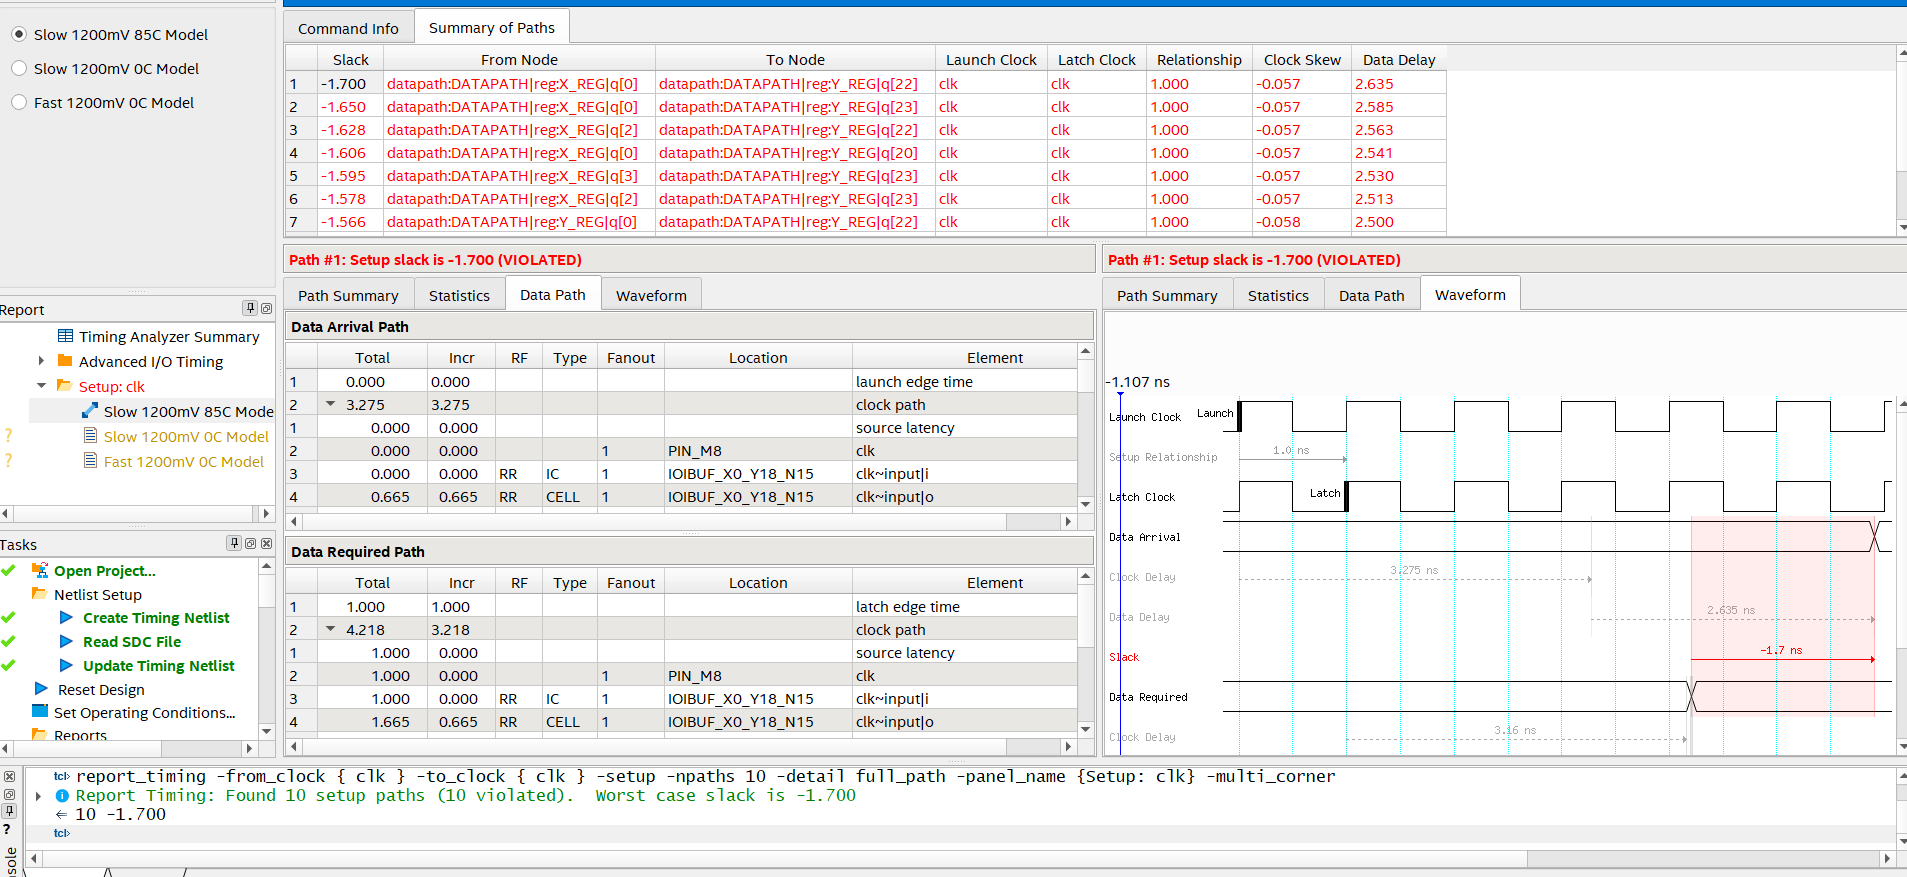 Slow 1200mV 85C Model
Slow 1200mV 0C Model
Fast 1200mV 0C Model
Report
Timing Analyzer Summary
Advanced I/O Timing
Setup: clk
Slow 1200mV 85C Mode
? Slow 1200mV 0C Model
? Fast 1200mV 0C Model
Tasks
Open Project...
Netlist Setup
Create Timing Netlist
Read SDC File
Update Timing Netlist
Reset Design
Set Operating Conditions...
Reports
Command Info Summary of Paths
Slack From Node To Node Launch Clock Latch Clock Relationship Clock Skew Data Delay
1 -1.700 datapath:DATAPATH|reg:X_REG|q[0] datapath:DATAPATH|reg:Y_REG|q[22] clk clk 1.000 -0.057 2.635
2 -1.650 datapath:DATAPATH|reg:X_REG|q[0] datapath:DATAPATH|reg:Y_REG|q[23] clk clk 1.000 -0.057 2.585
3 -1.628 datapath:DATAPATH|reg:X_REG|q[2] datapath:DATAPATH|reg:Y_REG|q[22] clk clk 1.000 -0.057 2.563
4 -1.606 datapath:DATAPATH|reg:X_REG|q[0] datapath:DATAPATH|reg:Y_REG|q[20] clk clk 1.000 -0.057 2.541
5 -1.595 datapath:DATAPATH|reg:X_REG|q[3] datapath:DATAPATH|reg:Y_REG|q[23] clk clk 1.000 -0.057 2.530
6 -1.578 datapath:DATAPATH|reg:X_REG|q[2] datapath:DATAPATH|reg:Y_REG|q[23] clk clk 1.000 -0.057 2.513
7 -1.566 datapath:DATAPATH|reg:Y_REG|q[0] datapath:DATAPATH|reg:Y_REG|q[22] clk clk 1.000 -0.058 2.500
Path #1: Setup slack is -1.700 (VIOLATED)
Path Summary Statistics Data Path Waveform
Data Arrival Path
Total Incr RF Type Fanout Location Element
1 0.000 0.000 launch edge time
2 3.275 3.275 clock path
1 0.000 0.000 source latency
2 0.000 0.000 1 PIN_M8 clk
3 0.000 0.000 RR IC 1 IOIBUF_X0_Y18_N15 clk~input|i
4 0.665 0.665 RR CELL 1 IOIBUF_X0_Y18_N15 clk~input|o
Data Required Path
Total Incr RF Type Fanout Location Element
1 1.000 1.000 latch edge time
2 4.218 3.218 clock path
1 1.000 0.000 source latency
2 1.000 0.000 1 PIN_M8 clk
3 1.000 0.000 RR IC 1 IOIBUF_X0_Y18_N15 clk~input|i
4 1.665 0.665 RR CELL 1 IOIBUF_X0_Y18_N15 clk~input|o
Path #1: Setup slack is -1.700 (VIOLATED)
Path Summary Statistics Data Path Waveform
-1.107 ns
Launch Clock Launch
Setup Relationship 1.0 ns
Latch Clock Latch
Data Arrival
Clock Delay 3.275 ns
Data Delay 2.635 ns
Slack -1.7 ns
Data Required
Clock Delay 3.16 ns
tcl> report_timing -from_clock { clk } -to_clock { clk } -setup -npaths 10 -detail full_path -panel_name {Setup: clk} -multi_corner
Report Timing: Found 10 setup paths (10 violated).  Worst case slack is -1.700
⇐ 10 -1.700
tcl>
?